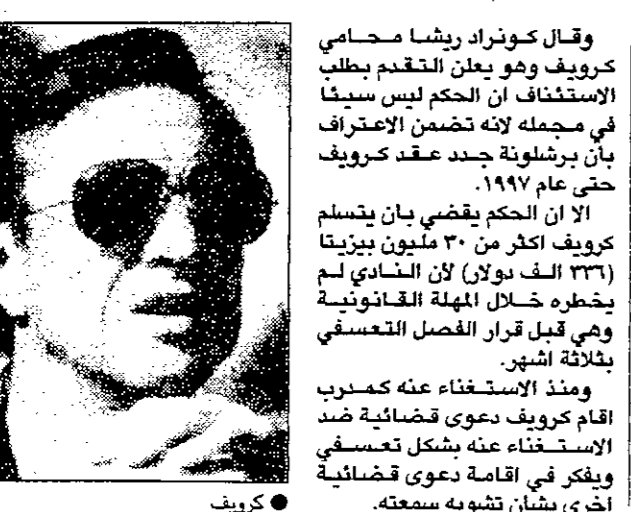 وقال كونراد ريشا محامي
كرويف وهو يعلن التقدم بطلب
الاستئناف ان الحكم ليس سيئا
في مجمله لانه تضمن الاعتراف
بأن برشلونة جدد عقد كرويف
حتى عام ١٩٩٧.
الا ان الحكم يقضي بان يتسلم
كرويف اكثر من ٣٠ مليون بيزيتا
(٢٣٦ الف دولار) لأن النادي لم
يخطره خلال المهلة القانونية
وهي قبل قرار الفصل التعسفي
بثلاثة اشهر.
ومنذ الاستغناء عنه كمدرب
اقام كرويف دعوى قضائية ضد
الاستغناء عنه بشكل تعسفي
ويفكر في اقامة دعوى قضائية
اخرى بشأن تشويه سمعته.
● كرويف